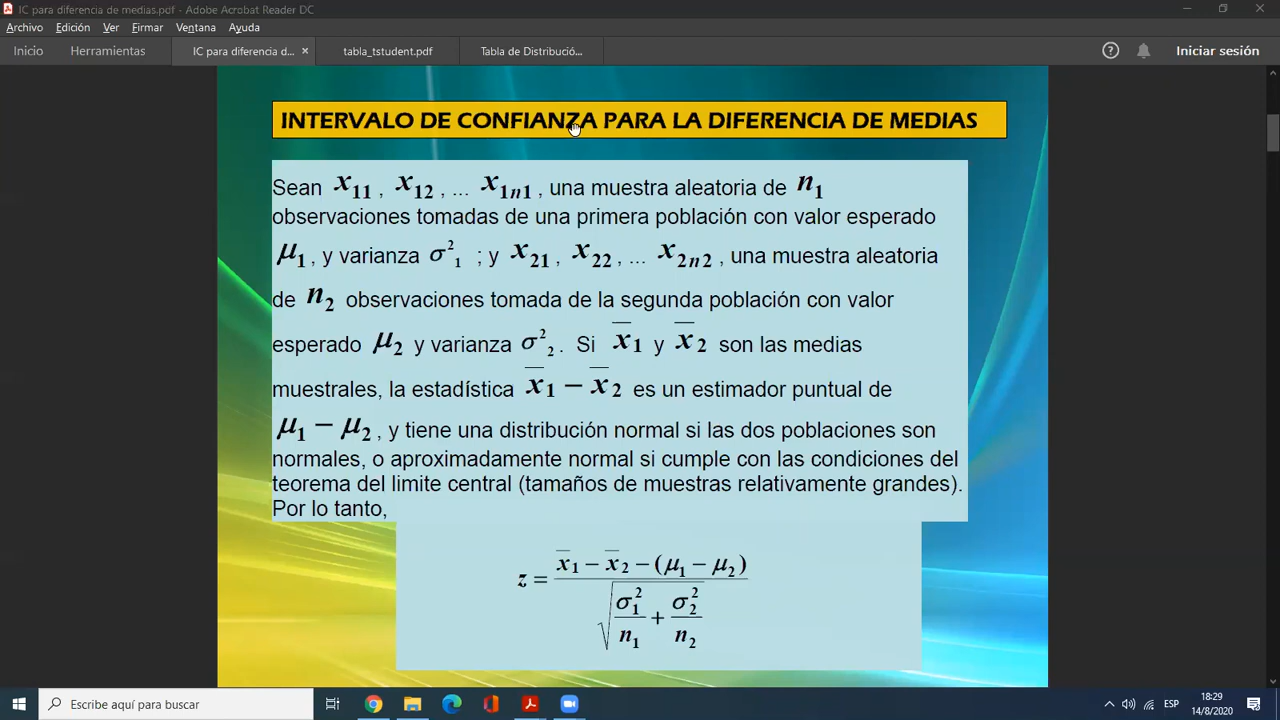 IC para diferencia de medias.pdf - Adobe Acrobat Reader DC
Archivo Edición Ver Firmar Ventana Ayuda
Inicio Herramientas IC para diferencia d... × tabla_tstudent.pdf Tabla de Distribució... Iniciar sesión
INTERVALO DE CONFIANZA PARA LA DIFERENCIA DE MEDIAS
Sean x₁₁ , x₁₂ , ... x₁ₙ₁ , una muestra aleatoria de n₁
observaciones tomadas de una primera población con valor esperado
μ₁ , y varianza σ²₁ ; y x₂₁ , x₂₂ , ... x₂ₙ₂ , una muestra aleatoria
de n₂ observaciones tomada de la segunda población con valor
esperado μ₂ y varianza σ²₂ . Si x̅₁ y x̅₂ son las medias
muestrales, la estadística x̅₁ − x̅₂ es un estimador puntual de
μ₁ − μ₂ , y tiene una distribución normal si las dos poblaciones son
normales, o aproximadamente normal si cumple con las condiciones del
teorema del limite central (tamaños de muestras relativamente grandes).
Por lo tanto,
z = (x̅₁ − x̅₂ − (μ₁ − μ₂)) / √(σ₁²/n₁ + σ₂²/n₂)
Escribe aquí para buscar
ESP
18:29
14/8/2020